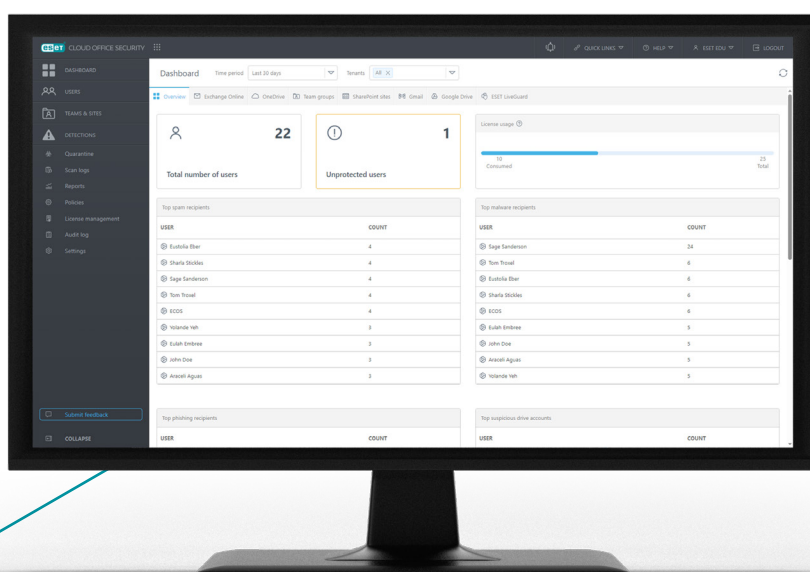 eset CLOUD OFFICE SECURITY
QUICK LINKS
HELP
ESET EDU
LOGOUT
DASHBOARD
USERS
TEAMS & SITES
DETECTIONS
Quarantine
Scan logs
Reports
Policies
License management
Audit log
Settings
Submit feedback
COLLAPSE
Dashboard Time period Last 30 days Tenants All
Overview Exchange Online OneDrive Team groups SharePoint sites Gmail Google Drive ESET LiveGuard
22
Total number of users
1
Unprotected users
License usage
10 25
Consumed Total
Top spam recipients
USER COUNT
Eustolia Eber 4
Sharla Stickles 4
Sage Sanderson 4
Tom Troxel 4
ECOS 4
Yolande Yeh 3
Eulah Embree 3
John Doe 3
Araceli Aguas 3
Top malware recipients
USER COUNT
Sage Sanderson 24
Tom Troxel 6
Eustolia Eber 6
Sharla Stickles 6
ECOS 6
Eulah Embree 5
John Doe 5
Araceli Aguas 5
Yolande Yeh 5
Top phishing recipients
USER COUNT
Top suspicious drive accounts
USER COUNT